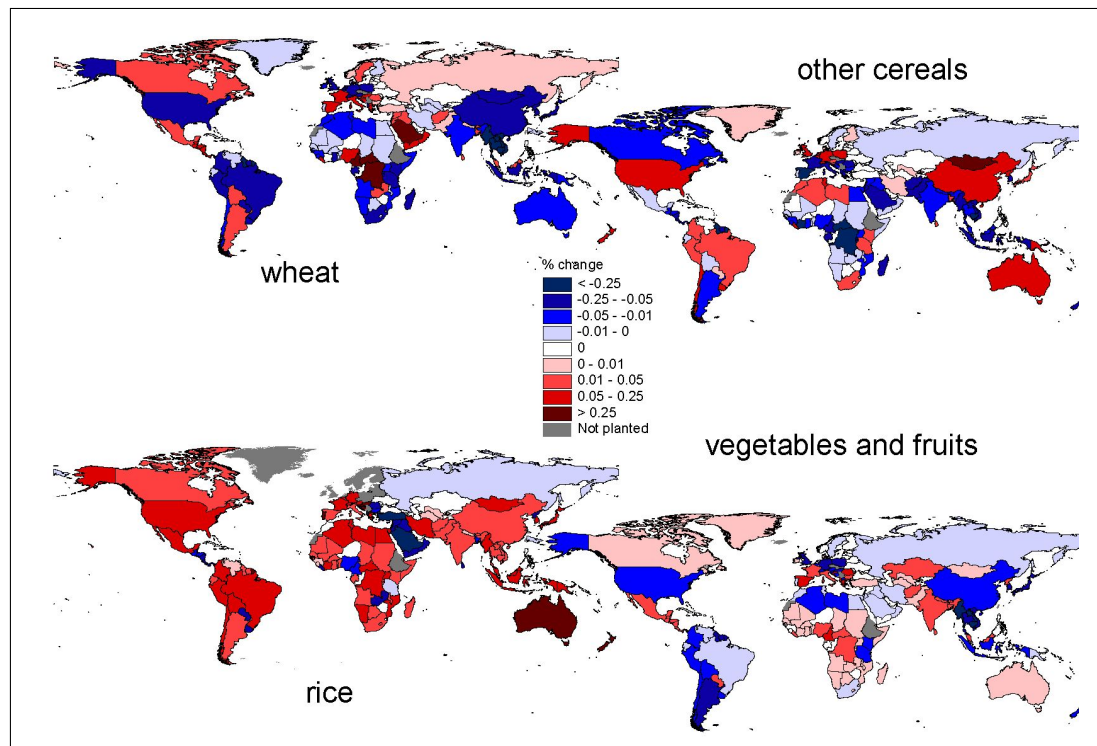 other cereals
wheat
% change
< -0.25
-0.25 - -0.05
-0.05 - -0.01
-0.01 - 0
0
0 - 0.01
0.01 - 0.05
0.05 - 0.25
> 0.25
Not planted
vegetables and fruits
rice